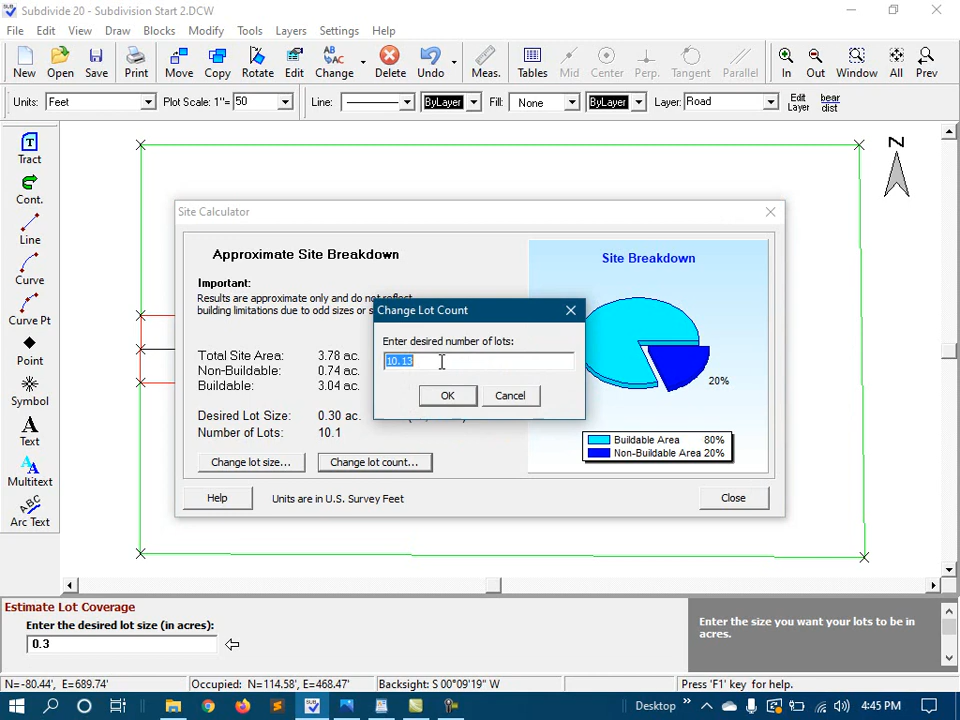 Subdivide 20 - Subdivision Start 2.DCW
File Edit View Draw Blocks Modify Tools Layers Settings Help
New Open Save Print Move Copy Rotate Edit AB AC Change Delete Undo Meas. Tables Mid Center Perp. Tangent Parallel In Out Window All Prev
Units: Feet Plot Scale: 1"= 50 Line: ByLayer Fill: None ByLayer Layer: Road Edit Layer bear dist
T
Tract
Cont.
Line
Curve
Curve Pt
Point
Symbol
A
Text
A A
Multitext
ABC
Arc Text
N
Site Calculator
Approximate Site Breakdown
Important:
Results are approximate only and do not reflect
building limitations due to odd sizes or s
Total Site Area: 3.78 ac.
Non-Buildable: 0.74 ac.
Buildable: 3.04 ac.
Desired Lot Size: 0.30 ac.
Number of Lots: 10.1
Change lot size... Change lot count...
Help Units are in U.S. Survey Feet Close
Site Breakdown
20%
Buildable Area 80%
Non-Buildable Area 20%
Change Lot Count
Enter desired number of lots:
10.13
OK Cancel
Estimate Lot Coverage
Enter the desired lot size (in acres):
0.3
Enter the size you want your lots to be in
acres.
N=-80.44', E=689.74' Occupied: N=114.58', E=468.47' Backsight: S 00°09'19" W Press 'F1' key for help.
Desktop 4:45 PM